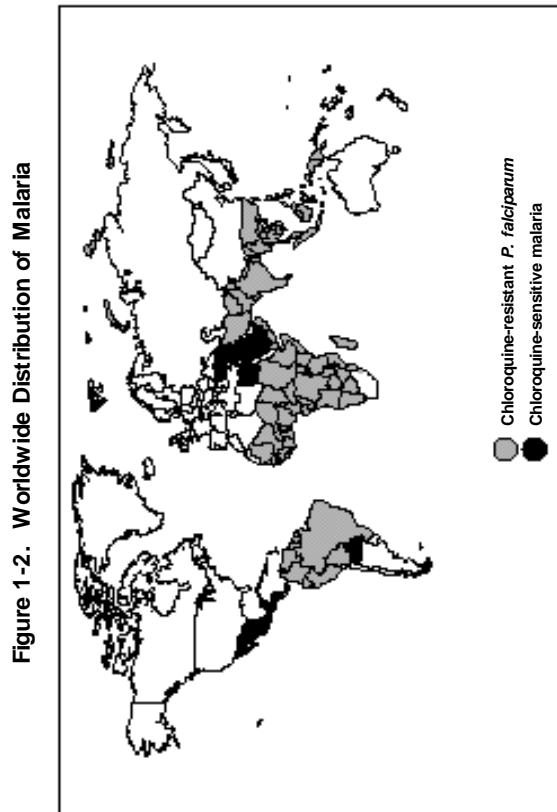 Figure 1-2. Worldwide Distribution of Malaria
Chloroquine-resistant P. falciparum
Chloroquine-sensitive malaria